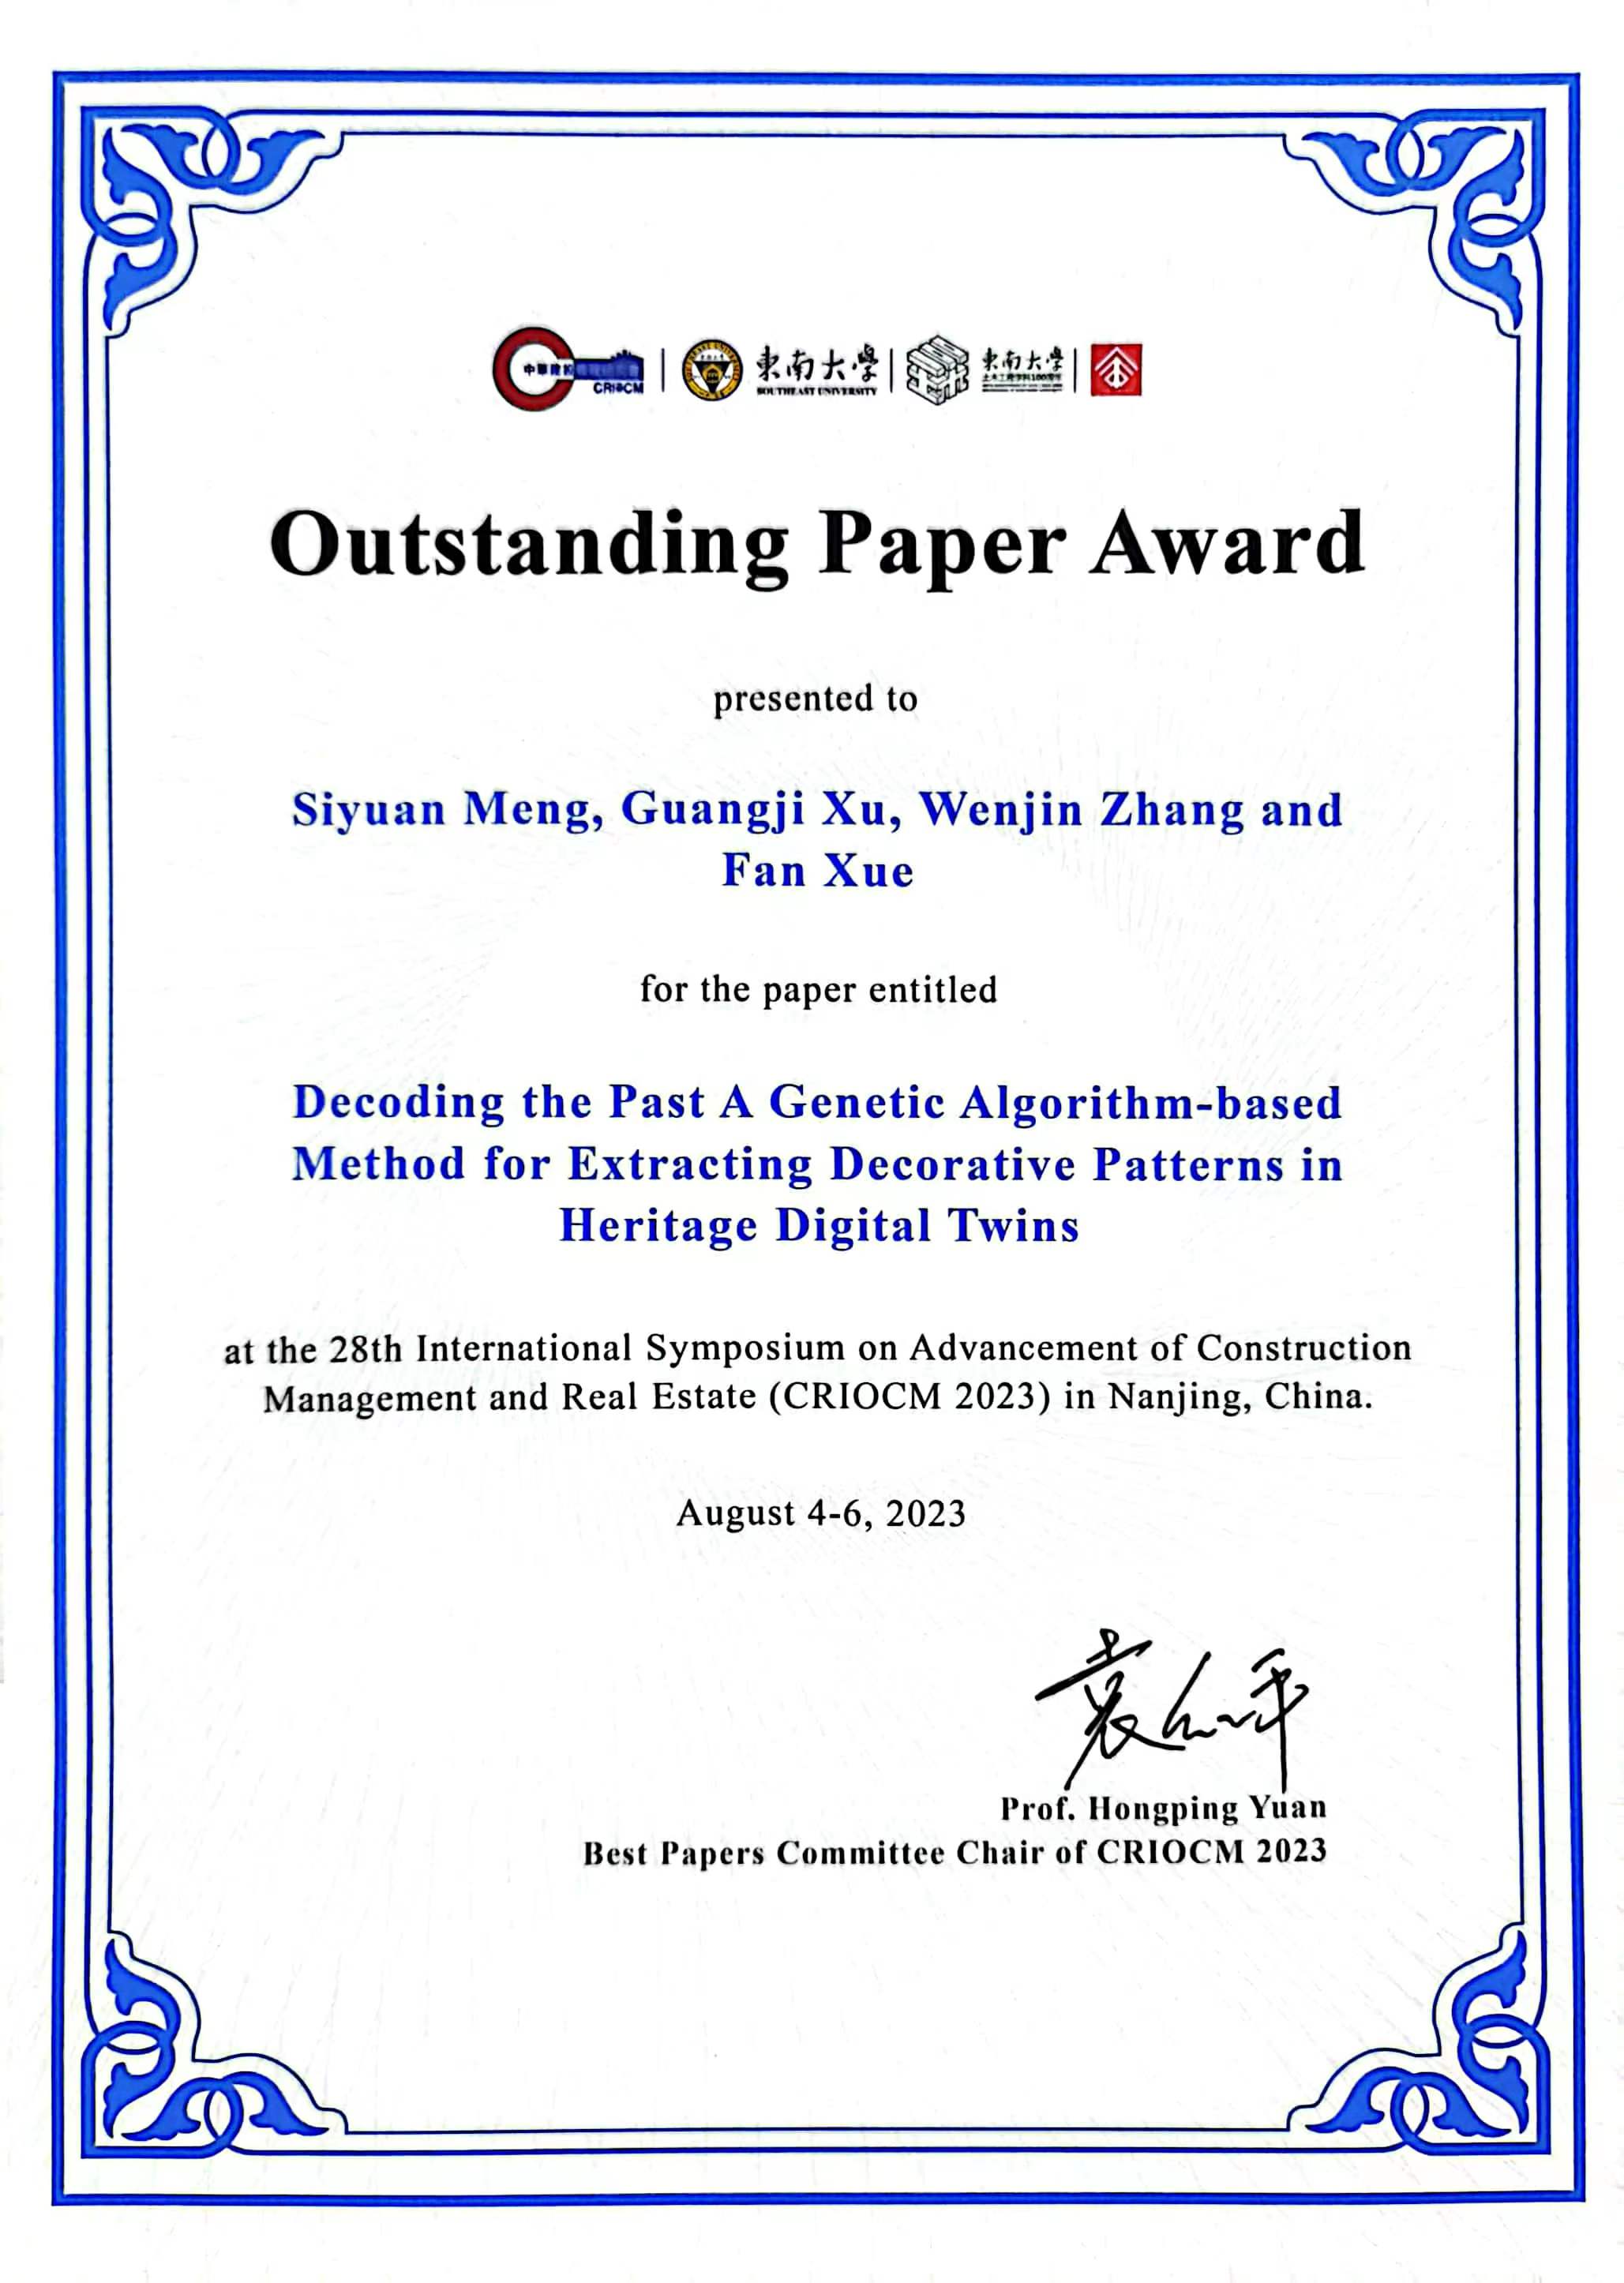 CRIOCM
東南大學
SOUTHEAST UNIVERSITY
東南大學
Outstanding Paper Award
presented to
Siyuan Meng, Guangji Xu, Wenjin Zhang and
Fan Xue
for the paper entitled
Decoding the Past A Genetic Algorithm-based
Method for Extracting Decorative Patterns in
Heritage Digital Twins
at the 28th International Symposium on Advancement of Construction
Management and Real Estate (CRIOCM 2023) in Nanjing, China.
August 4-6, 2023
Prof. Hongping Yuan
Best Papers Committee Chair of CRIOCM 2023